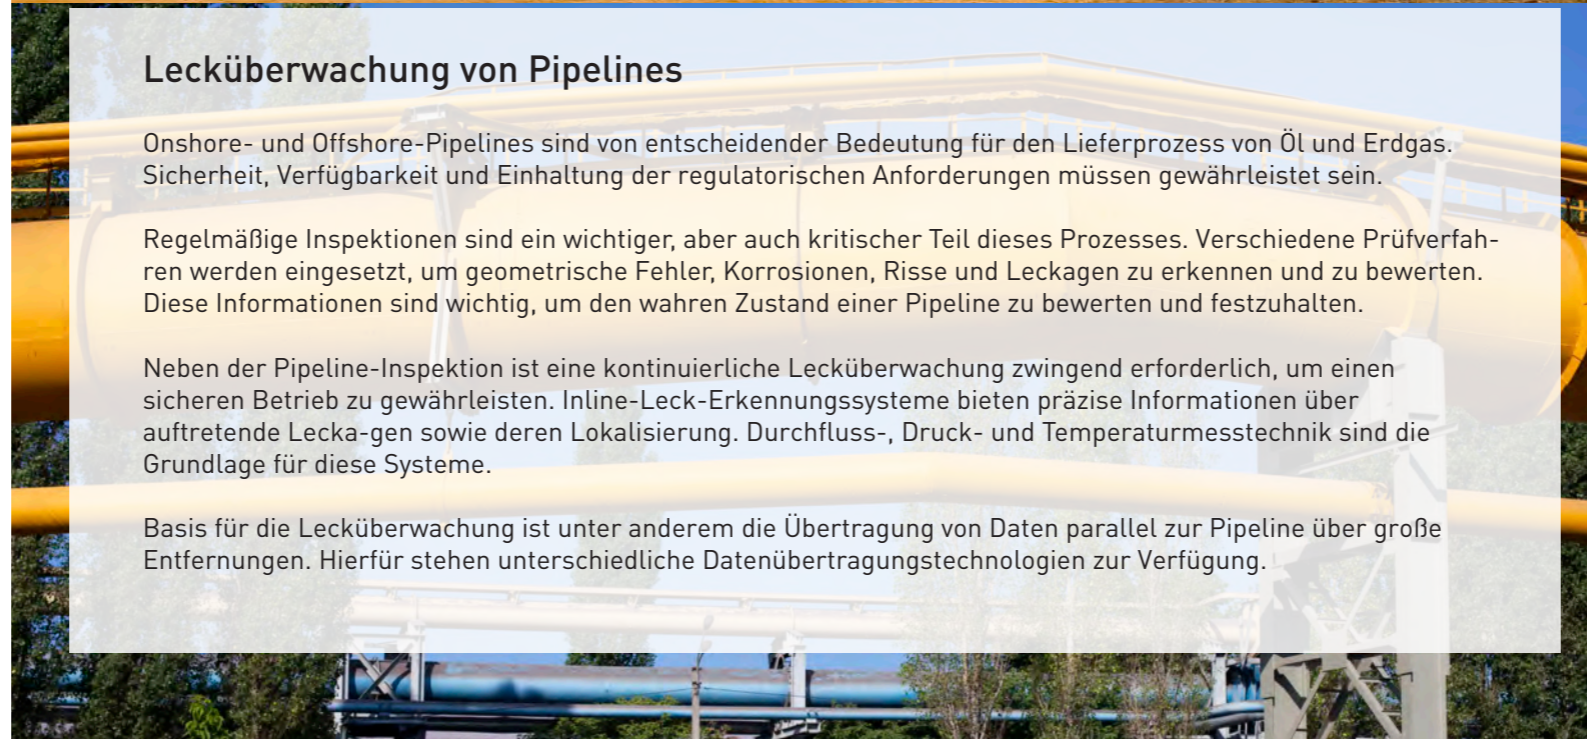 Lecküberwachung von Pipelines
Onshore- und Offshore-Pipelines sind von entscheidender Bedeutung für den Lieferprozess von Öl und Erdgas.
Sicherheit, Verfügbarkeit und Einhaltung der regulatorischen Anforderungen müssen gewährleistet sein.
Regelmäßige Inspektionen sind ein wichtiger, aber auch kritischer Teil dieses Prozesses. Verschiedene Prüfverfah-
ren werden eingesetzt, um geometrische Fehler, Korrosionen, Risse und Leckagen zu erkennen und zu bewerten.
Diese Informationen sind wichtig, um den wahren Zustand einer Pipeline zu bewerten und festzuhalten.
Neben der Pipeline-Inspektion ist eine kontinuierliche Lecküberwachung zwingend erforderlich, um einen
sicheren Betrieb zu gewährleisten. Inline-Leck-Erkennungssysteme bieten präzise Informationen über
auftretende Lecka-gen sowie deren Lokalisierung. Durchfluss-, Druck- und Temperaturmesstechnik sind die
Grundlage für diese Systeme.
Basis für die Lecküberwachung ist unter anderem die Übertragung von Daten parallel zur Pipeline über große
Entfernungen. Hierfür stehen unterschiedliche Datenübertragungstechnologien zur Verfügung.